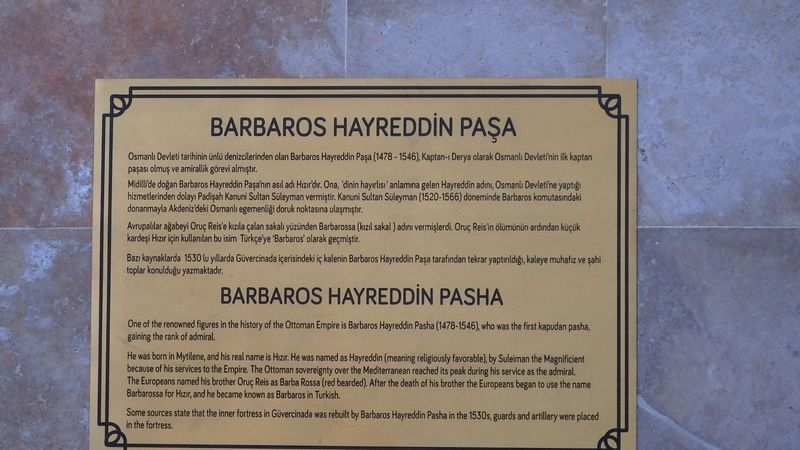 BARBAROS HAYREDDİN PAŞA
Osmanlı Devleti tarihinin ünlü denizcilerinden olan Barbaros Hayreddin Paşa (1478 - 1546), Kaptan-ı Derya olarak Osmanlı Devleti'nin ilk kaptan
paşası olmuş ve amirallik görevi almıştır.
Midilli'de doğan Barbaros Hayreddin Paşa'nın asıl adı Hızır'dır. Ona, 'dinin hayırlısı' anlamına gelen Hayreddin adını, Osmanlı Devleti'ne yaptığı
hizmetlerinden dolayı Padişah Kanuni Sultan Süleyman vermiştir. Kanuni Sultan Süleyman (1520-1566) döneminde Barbaros komutasındaki
donanmayla Akdeniz'deki Osmanlı egemenliği doruk noktasına ulaşmıştır.
Avrupalılar ağabeyi Oruç Reis'e kızıla çalan sakalı yüzünden Barbarossa (kızıl sakal ) adını vermişlerdi. Oruç Reis'in ölümünün ardından küçük
kardeşi Hızır için kullanılan bu isim Türkçe'ye 'Barbaros' olarak geçmiştir.
Bazı kaynaklarda 1530 lu yıllarda Güvercinada içerisindeki iç kalenin Barbaros Hayreddin Paşa tarafından tekrar yaptırıldığı, kaleye muhafız ve şahi
toplar konulduğu yazmaktadır.
BARBAROS HAYREDDİN PASHA
One of the renowned figures in the history of the Ottoman Empire is Barbaros Hayreddin Pasha (1478-1546), who was the first kapudan pasha,
gaining the rank of admiral.
He was born in Mytilene, and his real name is Hızır. He was named as Hayreddin (meaning religiously favorable), by Suleiman the Magnificient
because of his services to the Empire. The Ottoman sovereignty over the Mediterranean reached its peak during his service as the admiral.
The Europeans named his brother Oruç Reis as Barba Rossa (red bearded). After the death of his brother the Europeans began to use the name
Barbarossa for Hızır, and he became known as Barbaros in Turkish.
Some sources state that the inner fortress in Güvercinada was rebuilt by Barbaros Hayreddin Pasha in the 1530s, guards and artillery were placed
in the fortress.